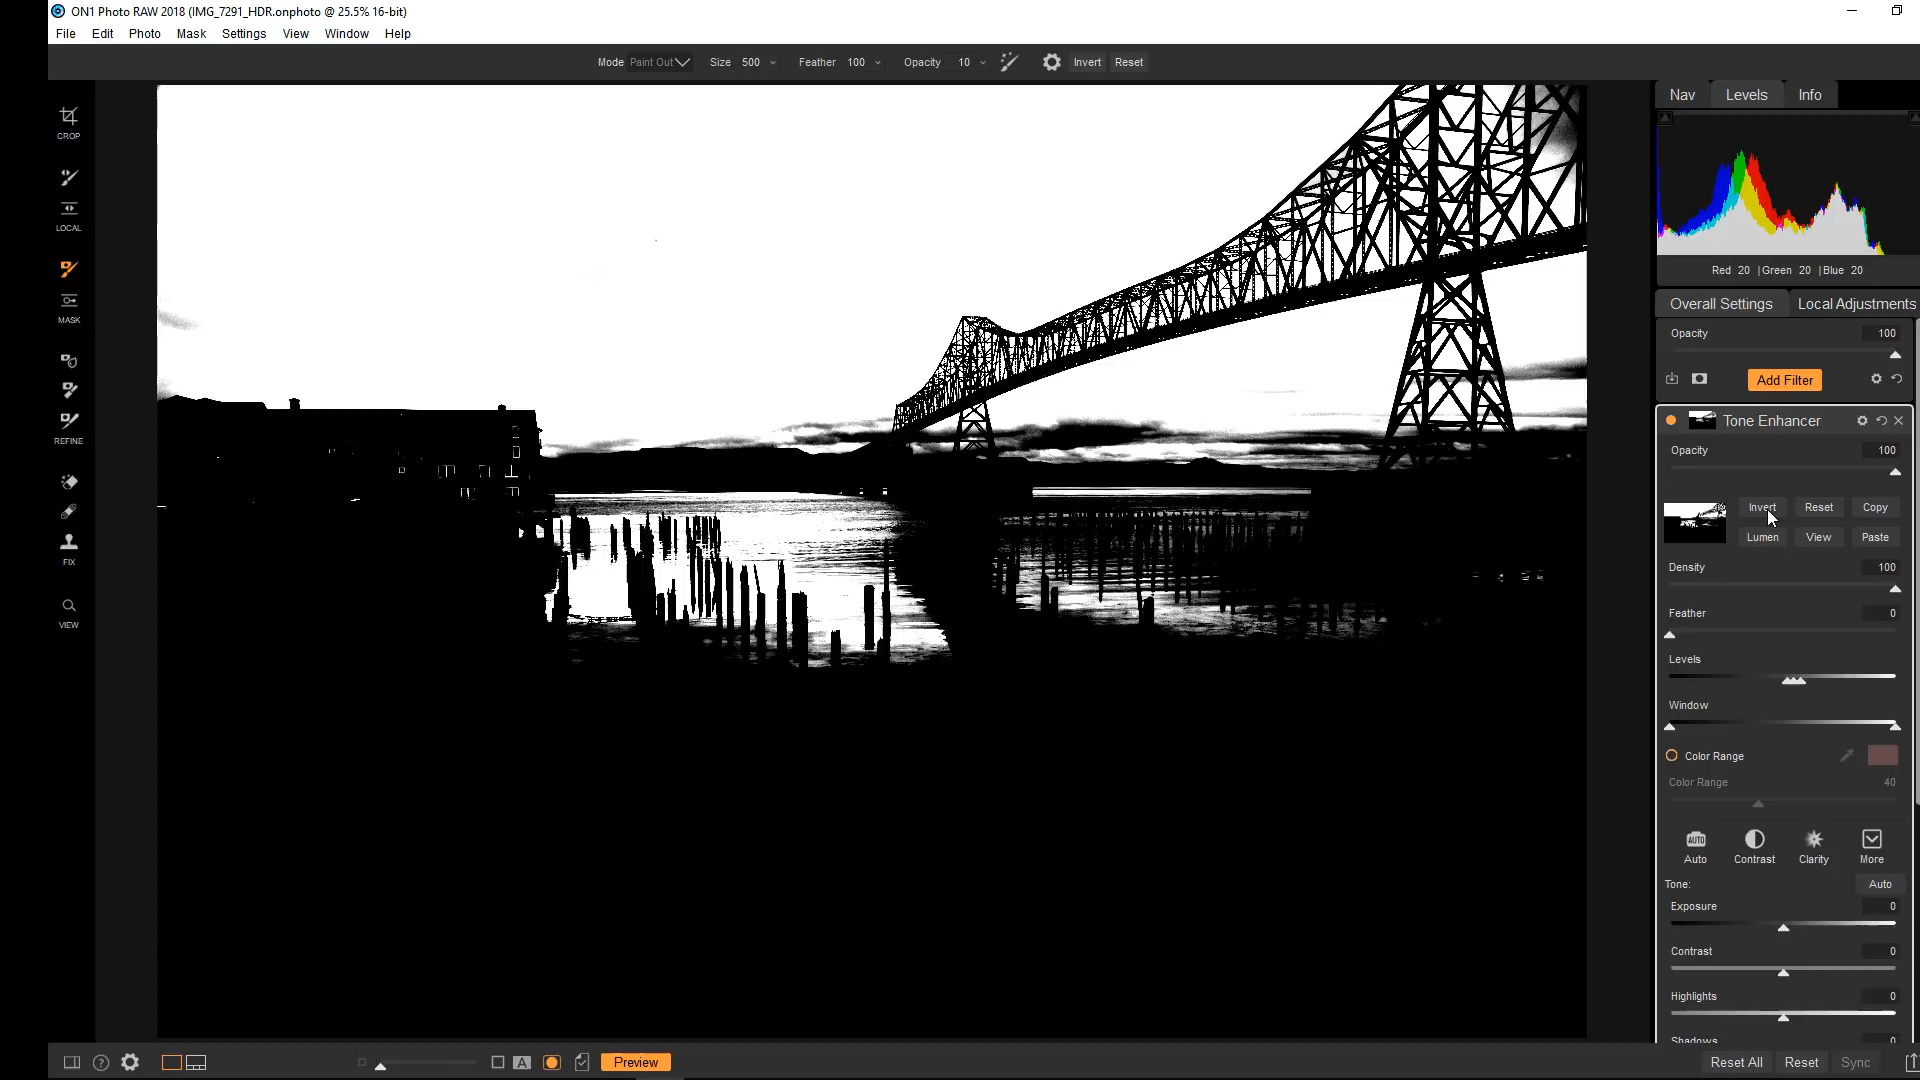 ON1 Photo RAW 2018 (IMG_7291_HDR.onphoto @ 25.5% 16-bit)
File Edit Photo Mask Settings View Window Help
Mode Paint Out Size 500 Feather 100 Opacity 10 Invert Reset
CROP
LOCAL
MASK
REFINE
FIX
VIEW
Nav Levels Info
Red 20 |Green 20 |Blue 20
Overall Settings Local Adjustments
Opacity 100
Add Filter
Tone Enhancer
Opacity 100
Invert Reset Copy
Lumen View Paste
Density 100
Feather 0
Levels
Window
Color Range
Color Range 40
AUTO
Auto Contrast Clarity More
Tone: Auto
Exposure 0
Contrast 0
Highlights 0
Shadows 0
? A Preview
Reset All Reset Sync